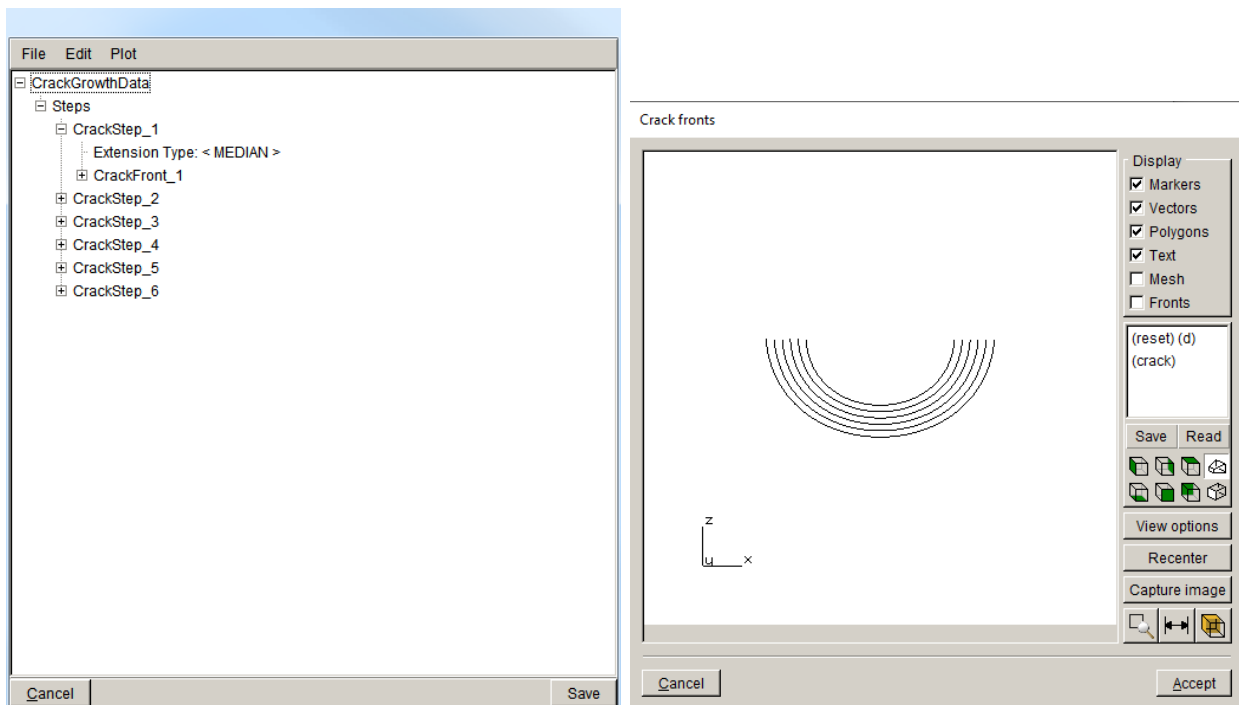 File Edit Plot
CrackGrowthData
Steps
CrackStep_1
Extension Type: < MEDIAN >
CrackFront_1
CrackStep_2
CrackStep_3
CrackStep_4
CrackStep_5
CrackStep_6
Cancel Save
Crack fronts
Display
Markers
Vectors
Polygons
Text
Mesh
Fronts
(reset) (d)
(crack)
Save Read
View options
Recenter
Capture image
z
y x
Cancel Accept